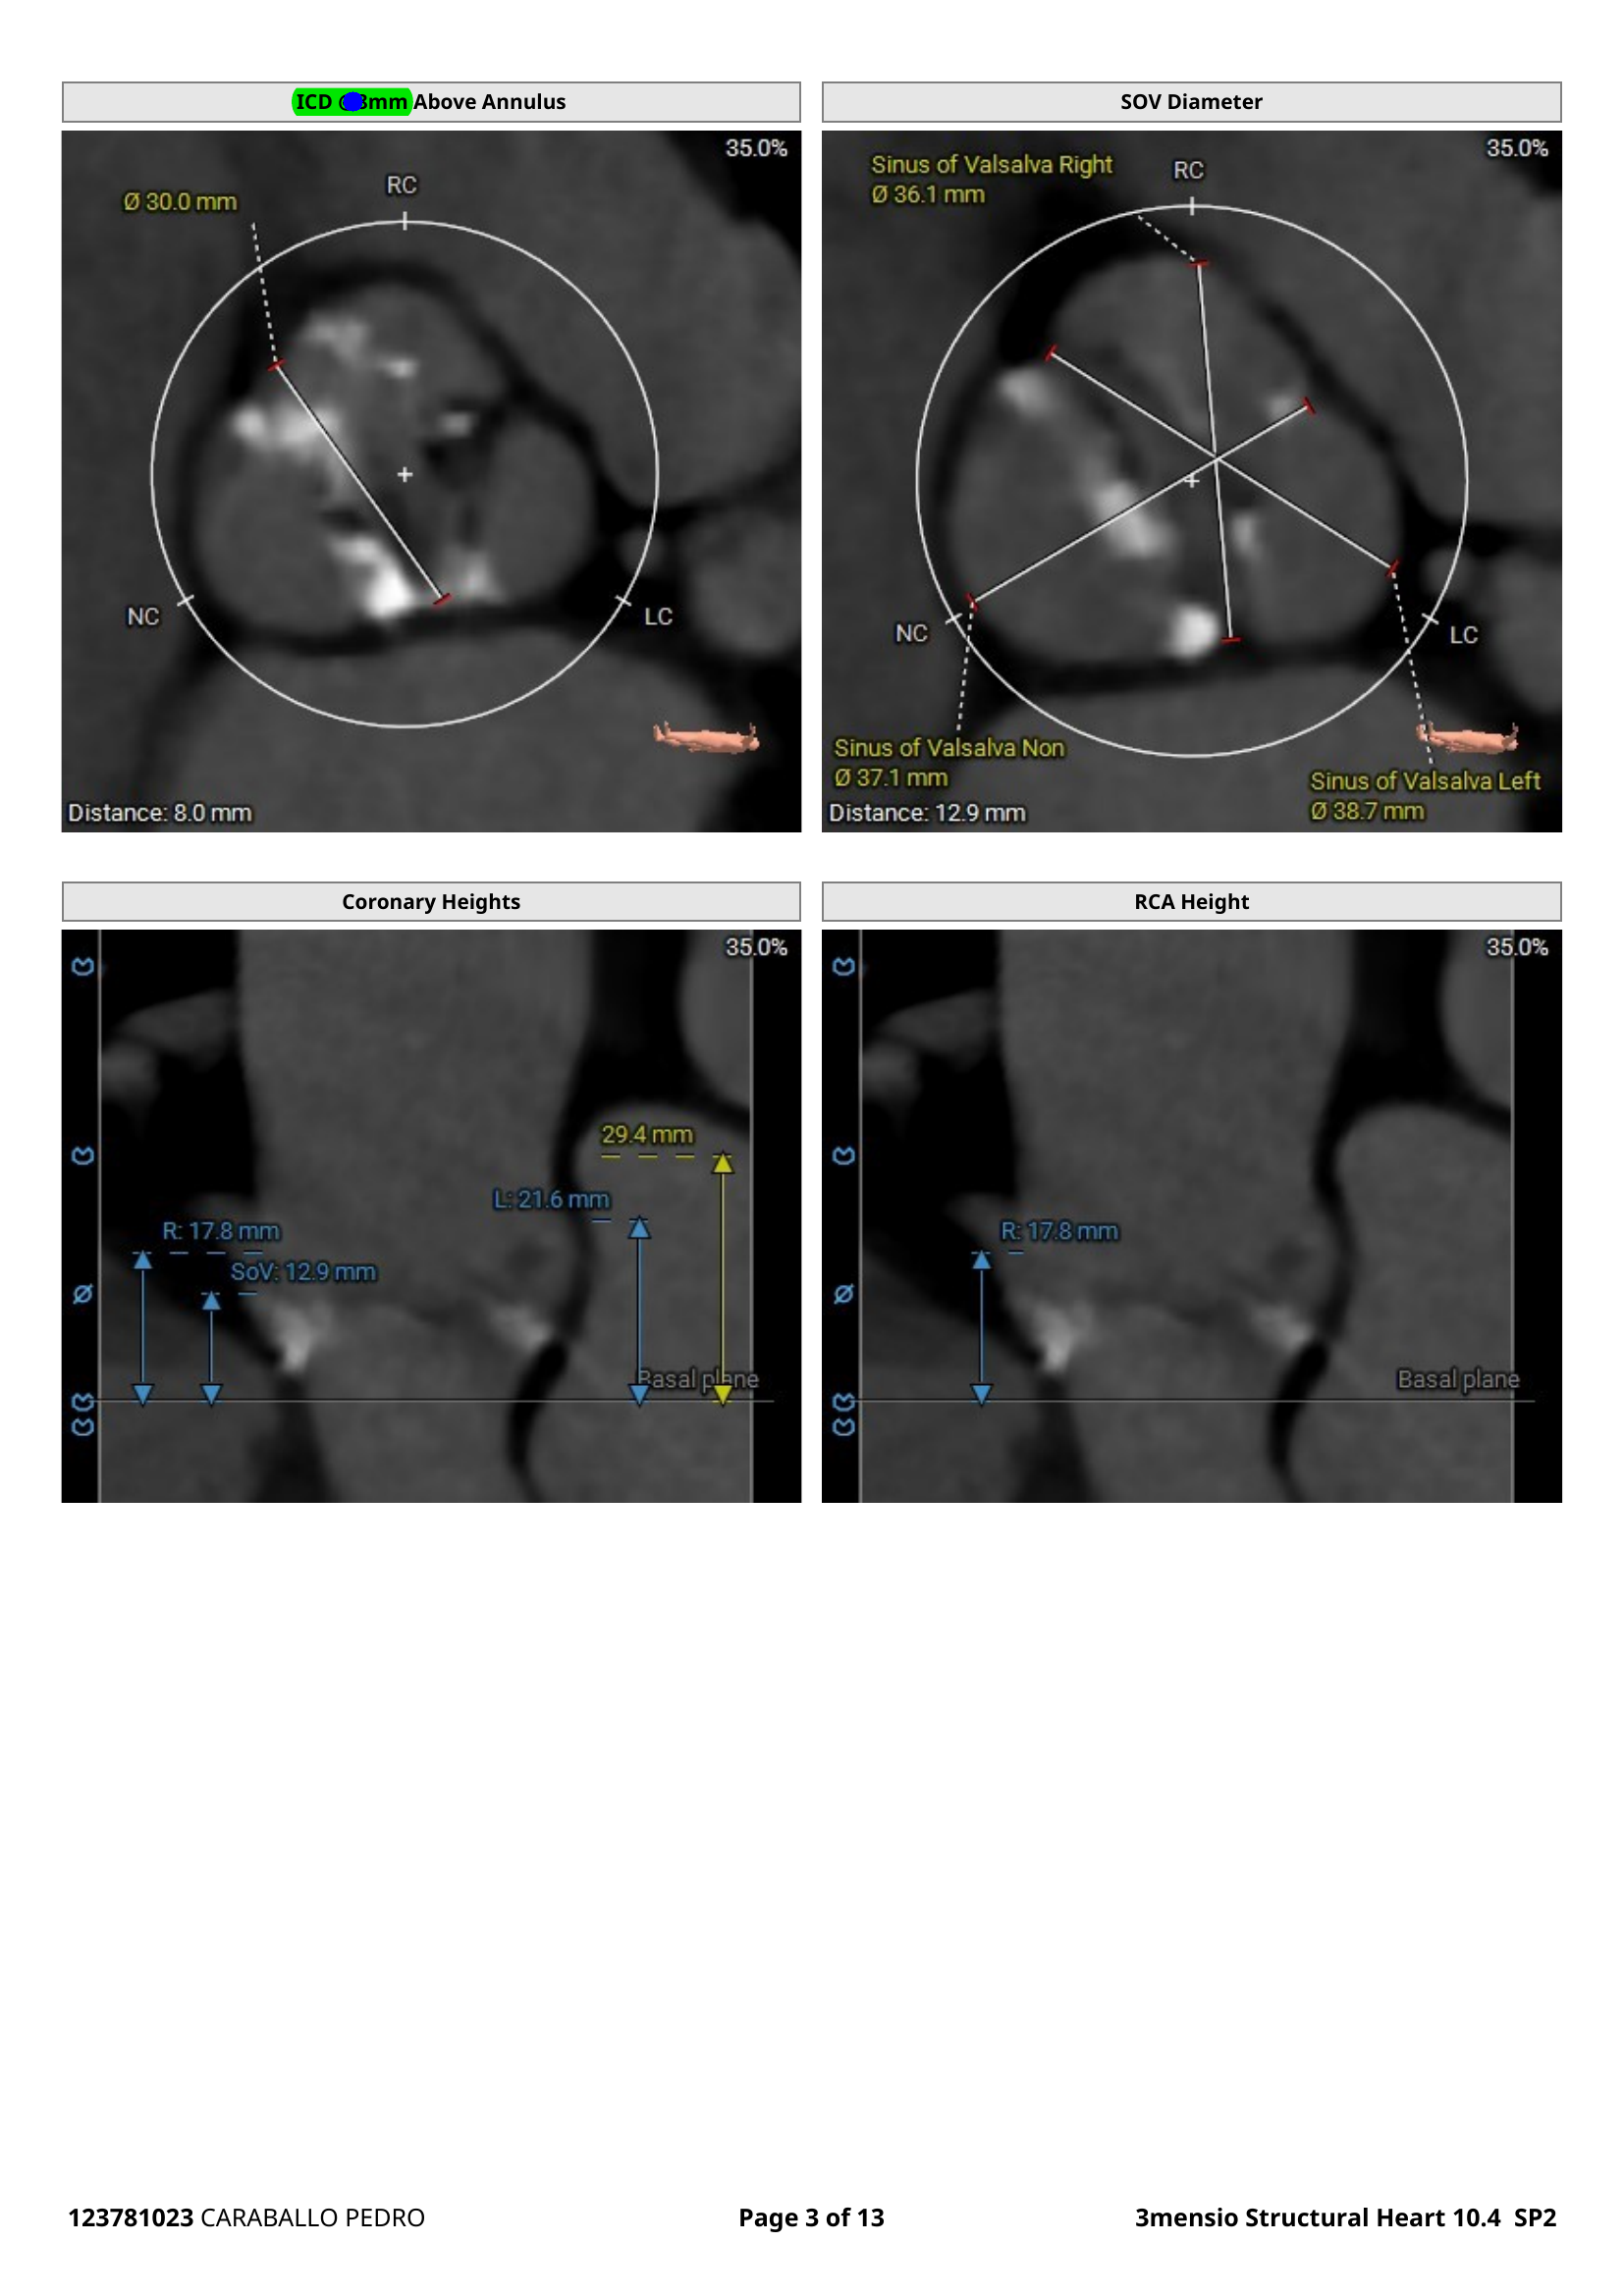 ICD @8mm Above Annulus
SOV Diameter
35.0%
RC
Ø 30.0 mm
NC
LC
Distance: 8.0 mm
35.0%
Sinus of Valsalva Right
Ø 36.1 mm
RC
NC
LC
Sinus of Valsalva Non
Ø 37.1 mm
Sinus of Valsalva Left
Ø 38.7 mm
Distance: 12.9 mm
Coronary Heights
RCA Height
35.0%
29.4 mm
L: 21.6 mm
R: 17.8 mm
SoV: 12.9 mm
Basal plane
35.0%
R: 17.8 mm
Basal plane
123781023 CARABALLO PEDRO
Page 3 of 13
3mensio Structural Heart 10.4 SP2